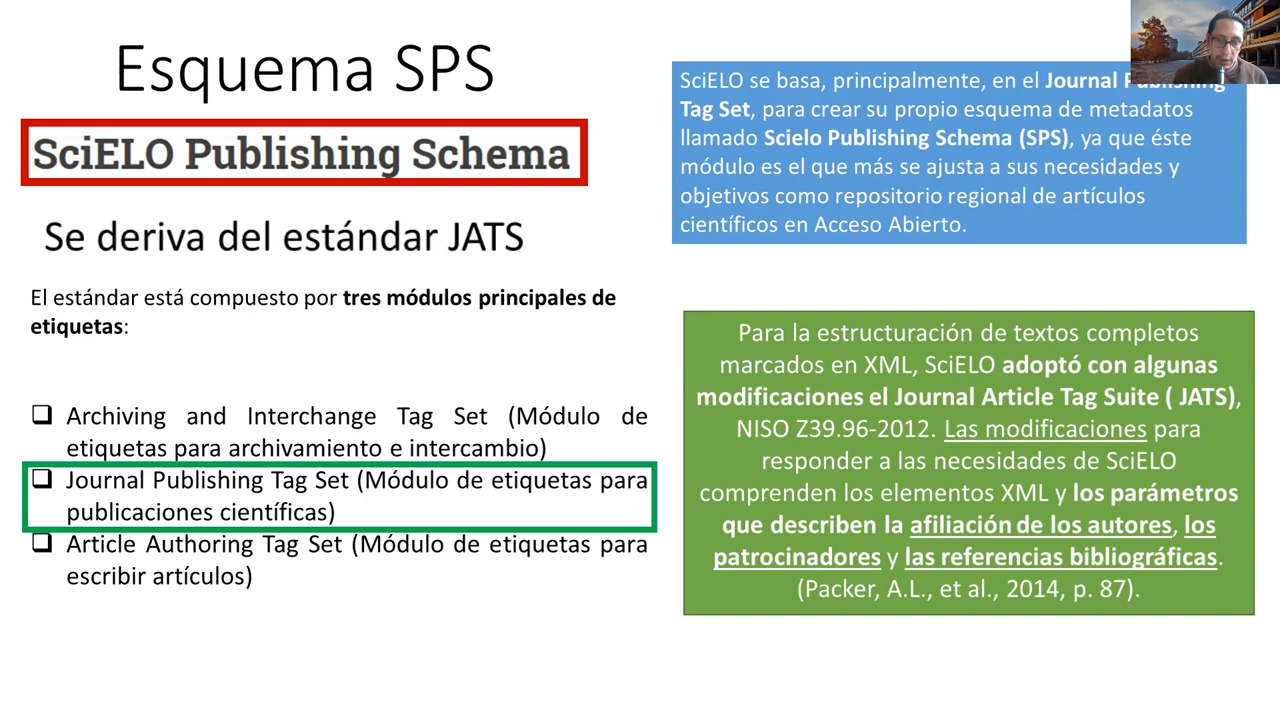 Esquema SPS
SciELO Publishing Schema
Se deriva del estándar JATS
El estándar está compuesto por tres módulos principales de
etiquetas:
❑ Archiving and Interchange Tag Set (Módulo de
etiquetas para archivamiento e intercambio)
❑ Journal Publishing Tag Set (Módulo de etiquetas para
publicaciones científicas)
❑ Article Authoring Tag Set (Módulo de etiquetas para
escribir artículos)
SciELO se basa, principalmente, en el Journal Publishing
Tag Set, para crear su propio esquema de metadatos
llamado Scielo Publishing Schema (SPS), ya que éste
módulo es el que más se ajusta a sus necesidades y
objetivos como repositorio regional de artículos
científicos en Acceso Abierto.
Para la estructuración de textos completos
marcados en XML, SciELO adoptó con algunas
modificaciones el Journal Article Tag Suite ( JATS),
NISO Z39.96-2012. Las modificaciones para
responder a las necesidades de SciELO
comprenden los elementos XML y los parámetros
que describen la afiliación de los autores, los
patrocinadores y las referencias bibliográficas.
(Packer, A.L., et al., 2014, p. 87).